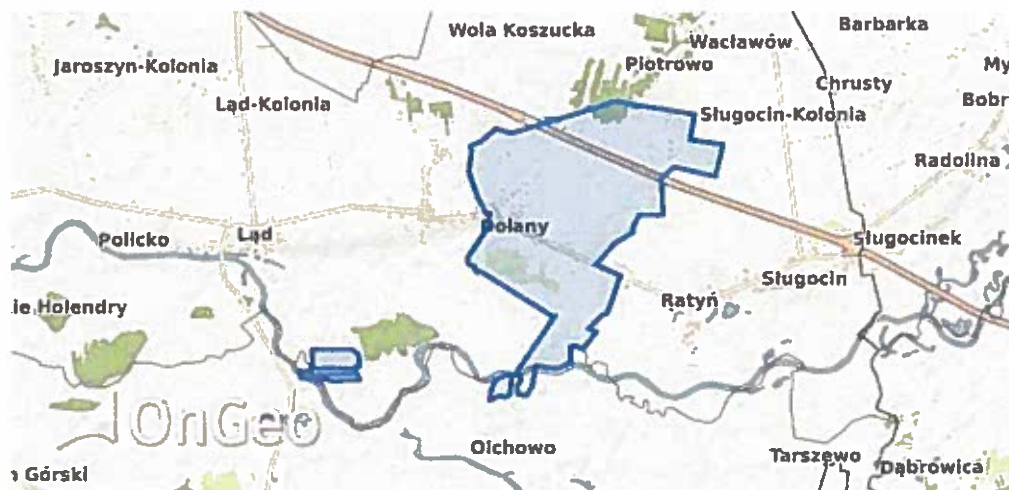 Barbarka
Wola Koszucka
Wacławów
Jaroszyn-Kolonia
Piotrowo
My
Chrusty
Ląd-Kolonia
Bobr
Sługocin-Kolonia
Radolina
Dolany
Policko
Ląd
Sługocinek
Sługocin
Ratyń
ie Holendry
OnGeo
Olchowo
Tarszewo
Dąbrowica
Górski